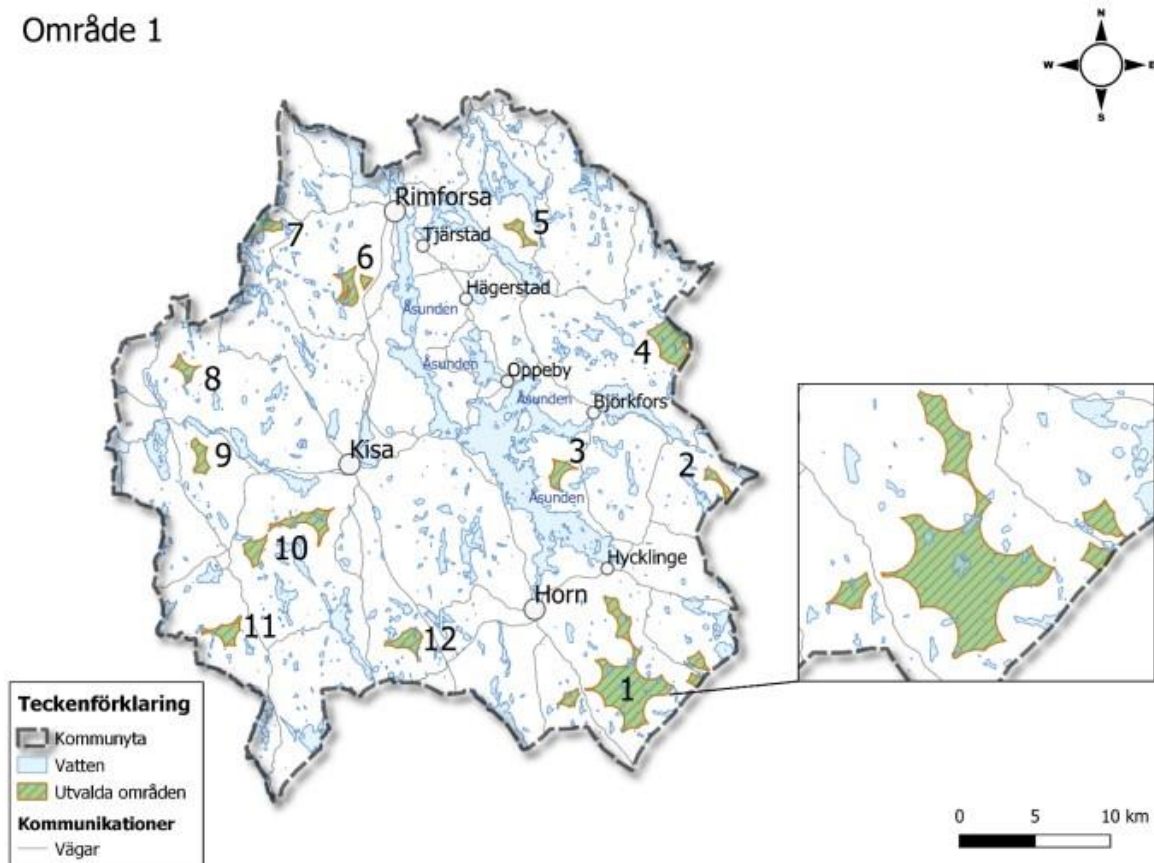 Område 1
N
W
E
S
Rimforsa
Tjärstad
5
7
6
Hägerstad
Åsunden
4
Åsunden
8
Oppeby
Åsunden
Björkfors
Kisa
9
3
2
Åsunden
10
Hycklinge
Horn
11
12
1
Teckenförklaring
Kommunyta
Vatten
Utvalda områden
Kommunikationer
Vägar
0 5 10 km